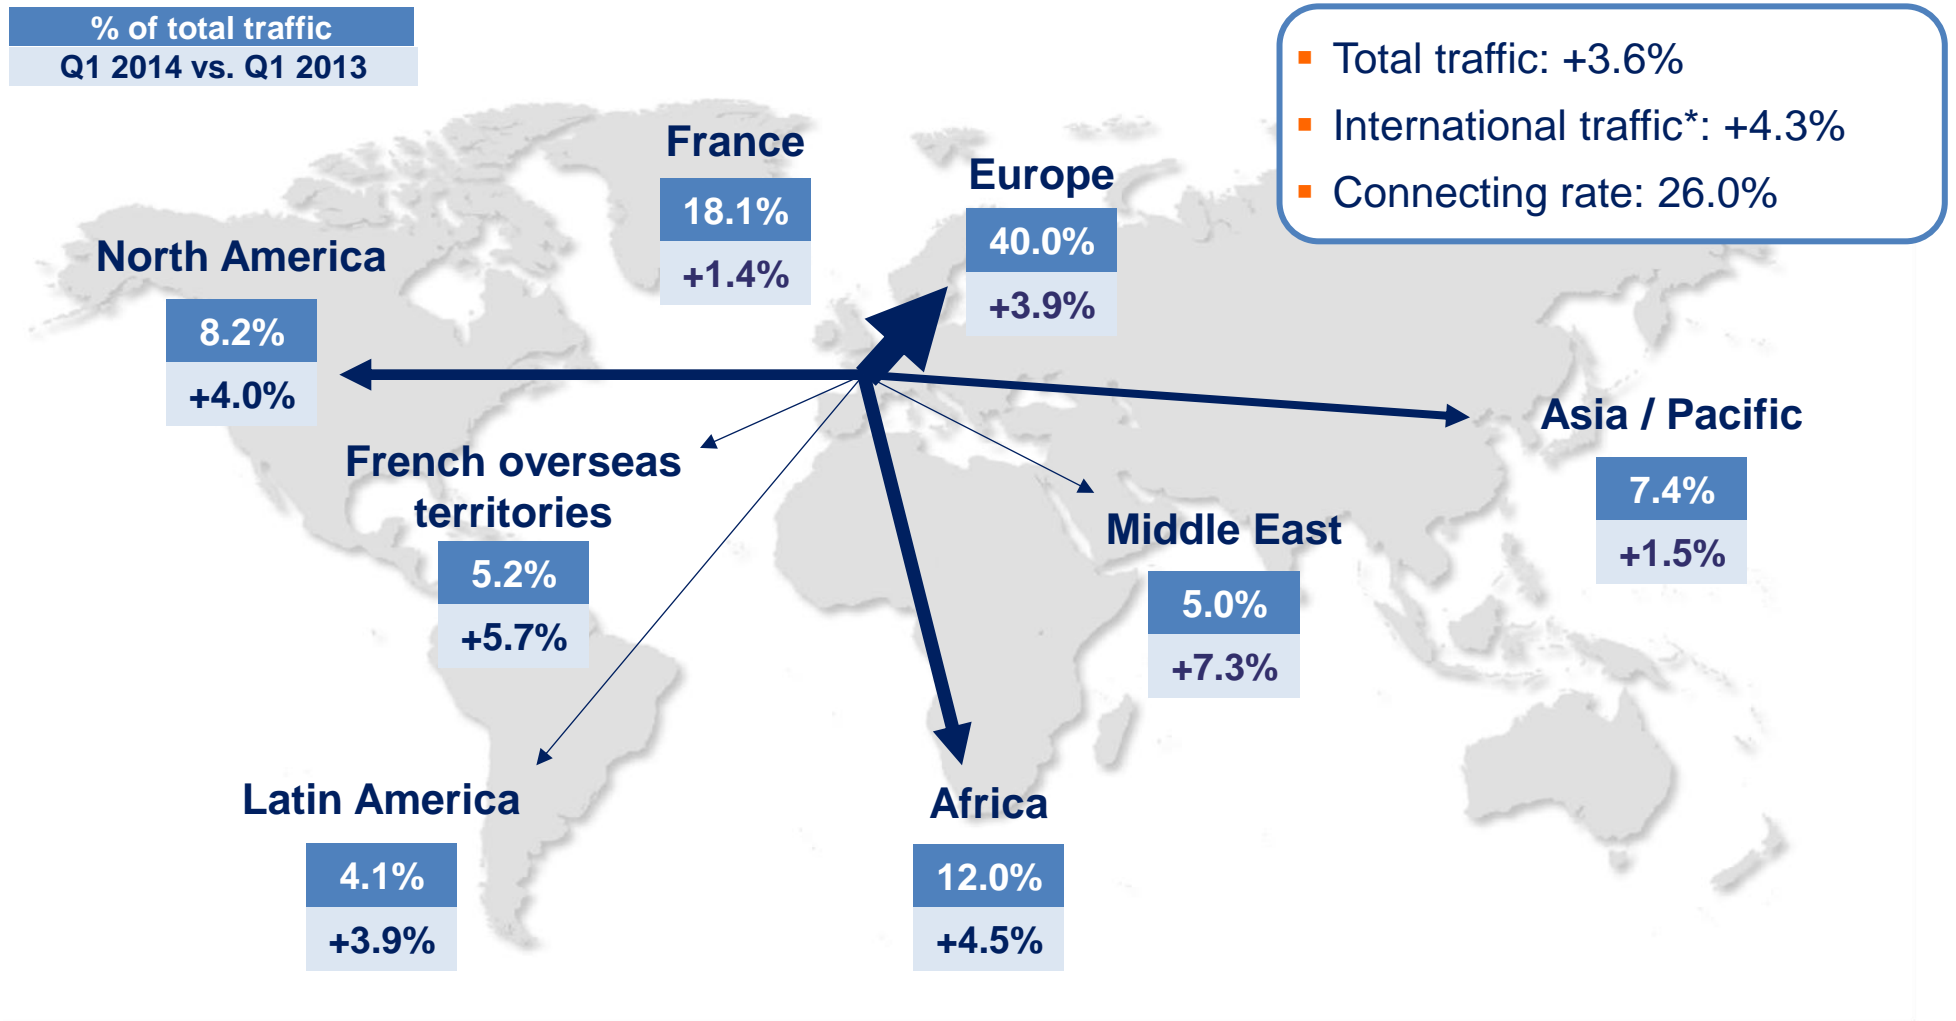 % of total traffic
Q1 2014 vs. Q1 2013
▪ Total traffic: +3.6%
▪ International traffic*: +4.3%
▪ Connecting rate: 26.0%
France
18.1%
+1.4%
Europe
40.0%
+3.9%
North America
8.2%
+4.0%
Asia / Pacific
7.4%
+1.5%
French overseas
territories
5.2%
+5.7%
Middle East
5.0%
+7.3%
Latin America
4.1%
+3.9%
Africa
12.0%
+4.5%